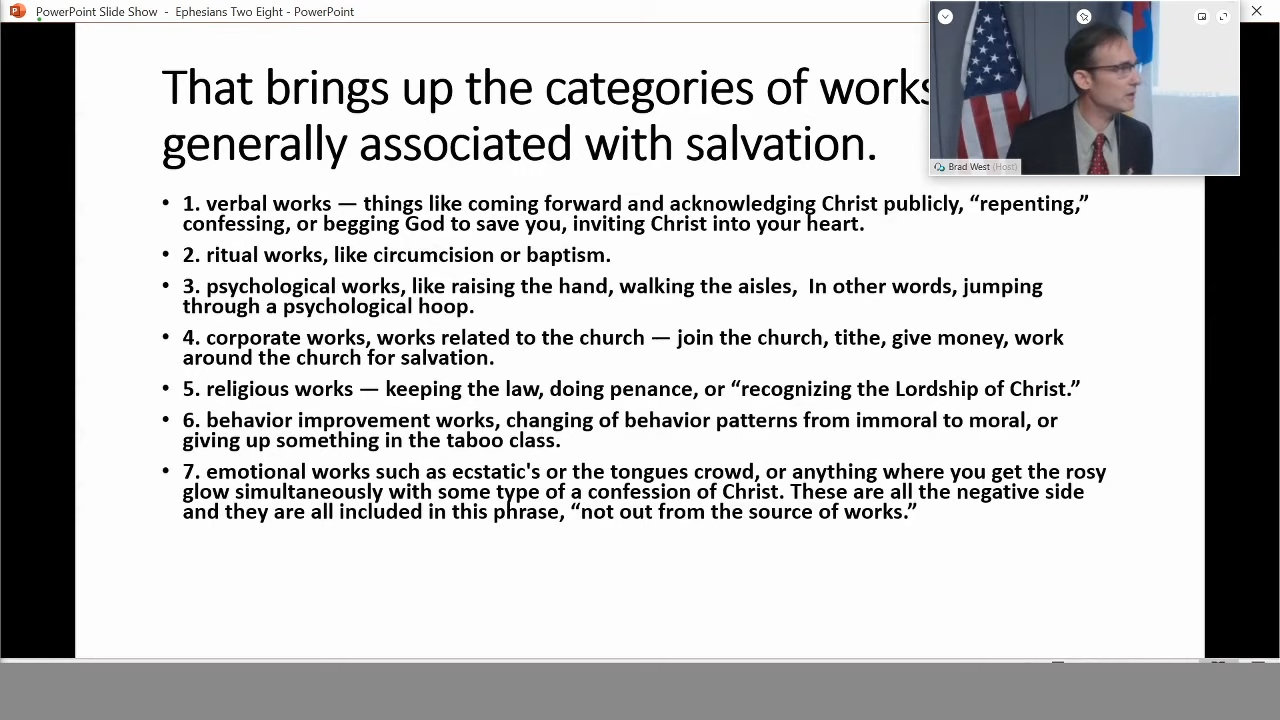 PowerPoint Slide Show - Ephesians Two Eight - PowerPoint
That brings up the categories of works
generally associated with salvation.
Brad West (Host)
• 1. verbal works — things like coming forward and acknowledging Christ publicly, “repenting,”
confessing, or begging God to save you, inviting Christ into your heart.
• 2. ritual works, like circumcision or baptism.
• 3. psychological works, like raising the hand, walking the aisles,  In other words, jumping
through a psychological hoop.
• 4. corporate works, works related to the church — join the church, tithe, give money, work
around the church for salvation.
• 5. religious works — keeping the law, doing penance, or “recognizing the Lordship of Christ.”
• 6. behavior improvement works, changing of behavior patterns from immoral to moral, or
giving up something in the taboo class.
• 7. emotional works such as ecstatic's or the tongues crowd, or anything where you get the rosy
glow simultaneously with some type of a confession of Christ. These are all the negative side
and they are all included in this phrase, “not out from the source of works.”